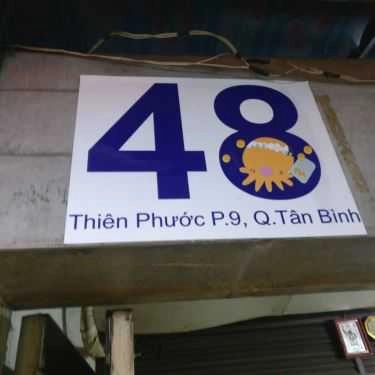 48
Thiên Phước P.9, Q.Tân Bình